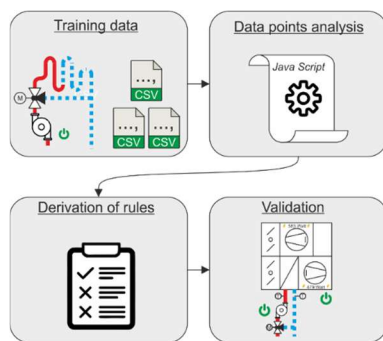 Training data
M
....,
CSV
....,
CSV
....,
CSV
Data points analysis
Java Script
Derivation of rules
Validation